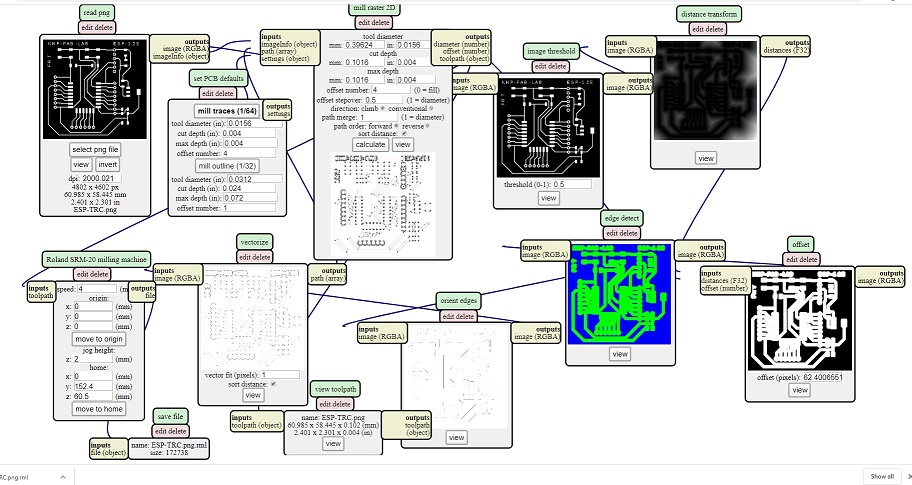 read png
edit delete
KMP-FAB-LAB ESP-12E
outputs
image (RGBA)
imageInfo (object)
select png file
view invert
dpi: 2000.021
4802 x 4602 px
60.985 x 58.445 mm
2.401 x 2.301 in
ESP-TRC.png
set PCB defaults
edit delete
mill traces (1/64)
tool diameter (in): 0.0156
cut depth (in): 0.004
max depth (in): 0.004
offset number: 4
mill outline (1/32)
tool diameter (in): 0.0312
cut depth (in): 0.024
max depth (in): 0.072
offset number: 1
outputs
settings
mill raster 2D
edit delete
inputs
imageInfo (object)
path (array)
settings (object)
tool diameter
mm: 0.39624 in: 0.0156
cut depth
mm: 0.1016 in: 0.004
max depth
mm: 0.1016 in: 0.004
offset number: 4 (0 = fill)
offset stepover: 0.5 (1 = diameter)
direction: climb conventional
path merge: 1 (1 = diameter)
path order: forward reverse
sort distance:
calculate view
outputs
diameter (number)
offset (number)
toolpath (object)
image threshold
edit delete
image (RGBA)
image (RGBA)
KMP-FAB-LAB ESP-12E
threshold (0-1): 0.5
view
distance transform
edit delete
inputs
image (RGBA)
outputs
distances (F32)
view
Roland SRM-20 milling machine
edit delete
inputs
toolpath
outputs
file
speed: 4
origin:
x: 0 (mm)
y: 0 (mm)
z: 0 (mm)
move to origin
jog height:
z: 2 (mm)
home:
x: 0 (mm)
y: 152.4 (mm)
z: 60.5 (mm)
move to home
save file
edit delete
inputs
file (object)
name: ESP-TRC.png.rml
size: 172738
vectorize
edit delete
inputs
image (RGBA)
outputs
path (array)
vector fit (pixels): 1
sort distance:
view
view toolpath
edit delete
inputs
toolpath (object)
name: ESP-TRC.png
60.985 x 58.445 x 0.102 (mm)
2.401 x 2.301 x 0.004 (in)
view
outputs
toolpath (object)
orient edges
edit delete
inputs
image (RGBA)
outputs
image (RGBA)
view
edge detect
edit delete
inputs
image (RGBA)
outputs
image (RGBA)
view
offset
edit delete
inputs
distances (F32)
offset (number)
outputs
image (RGBA)
offset (pixels): 62.4006551
view
RC.png.rml
Show all